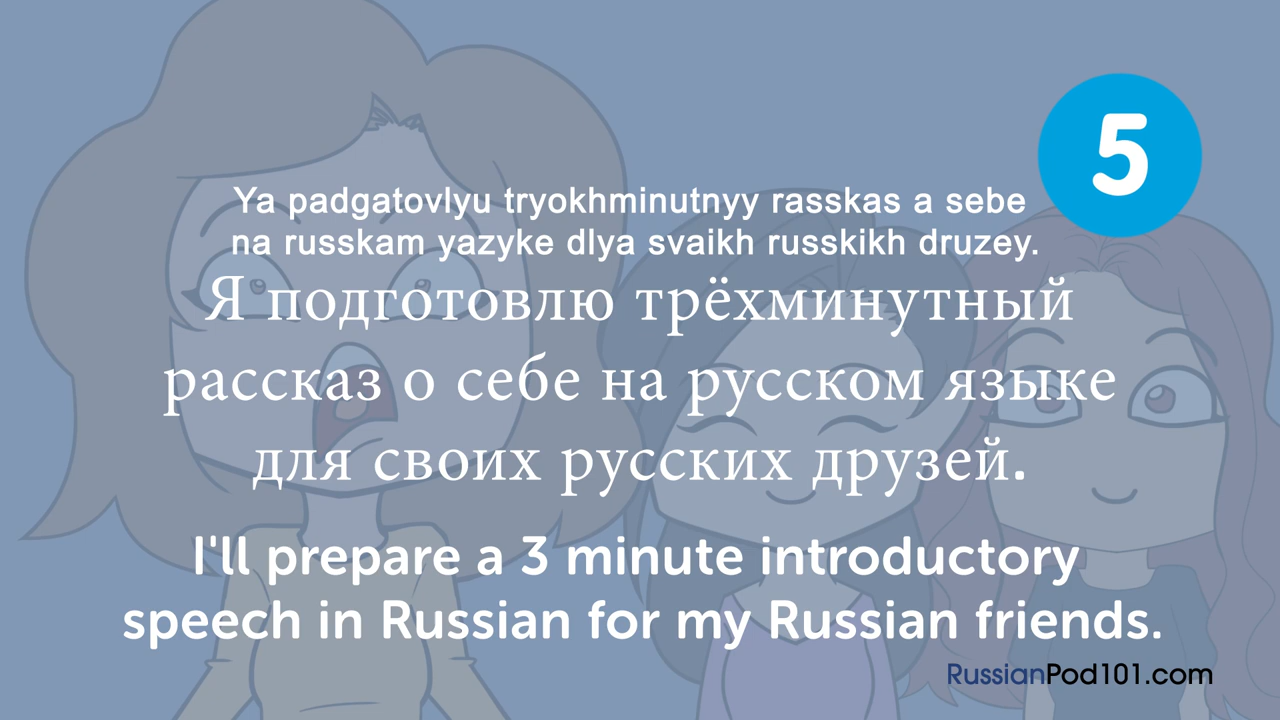 5
Ya padgatovlyu tryokhminutnyy rasskas a sebe
na russkam yazyke dlya svaikh russkikh druzey.
Я подготовлю трёхминутный
рассказ о себе на русском языке
для своих русских друзей.
I'll prepare a 3 minute introductory
speech in Russian for my Russian friends.
RussianPod101.com